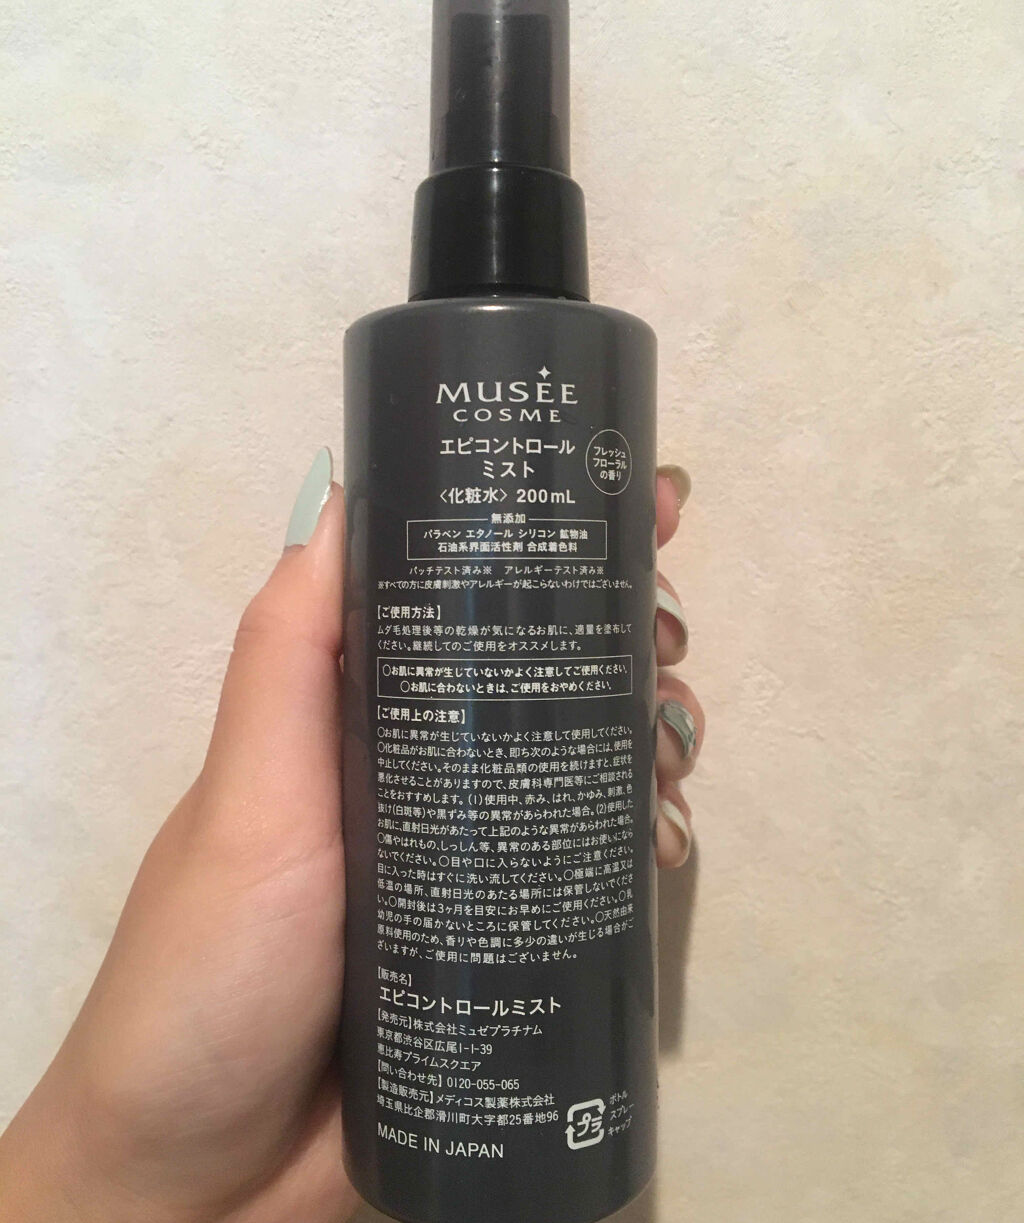 MUSÉE
COSME
エピコントロール
ミスト
フレッシュ
フローラル
の香り
〈化粧水〉 200mL
無添加
パラベン エタノール シリコン 鉱物油
石油系界面活性剤 合成着色料
パッチテスト済み※ アレルギーテスト済み※
※すべての方に皮膚刺激やアレルギーが起こらないわけではございません。
【ご使用方法】
ムダ毛処理後等の乾燥が気になるお肌に、適量を塗布して
ください。継続してのご使用をオススメします。
○お肌に異常が生じていないかよく注意してご使用ください。
○お肌に合わないときは、ご使用をおやめください。
【ご使用上の注意】
○お肌に異常が生じていないかよく注意して使用してください。
○化粧品がお肌に合わないとき、即ち次のような場合には、使用を
中止してください。そのまま化粧品類の使用を続けますと、症状を
悪化させることがありますので、皮膚科専門医等にご相談される
ことをおすすめします。(1)使用中、赤み、はれ、かゆみ、刺激、色
抜け(白斑等)や黒ずみ等の異常があらわれた場合。(2)使用した
お肌に、直射日光があたって上記のような異常があらわれた場合。
○傷やはれもの、しっしん等、異常のある部位にはお使いになら
ないでください。○目や口に入らないようにご注意ください。
目に入った時はすぐに洗い流してください。○極端に高温又は
低温の場所、直射日光のあたる場所には保管しないでくださ
い。○開封後は3ヶ月を目安にお早めにご使用ください。○乳
幼児の手の届かないところに保管してください。○天然由来
原料使用のため、香りや色調に多少の違いが生じる場合がご
ざいますが、ご使用に問題はございません。
【販売名】
エピコントロールミスト
【発売元】株式会社ミュゼプラチナム
東京都渋谷区広尾1-1-39
恵比寿プライムスクエア
【問い合わせ先】0120-055-065
【製造販売元】メディコス製薬株式会社
埼玉県比企郡滑川町大字都25番地96
MADE IN JAPAN
プラ
ボトル
スプレー
キャップ